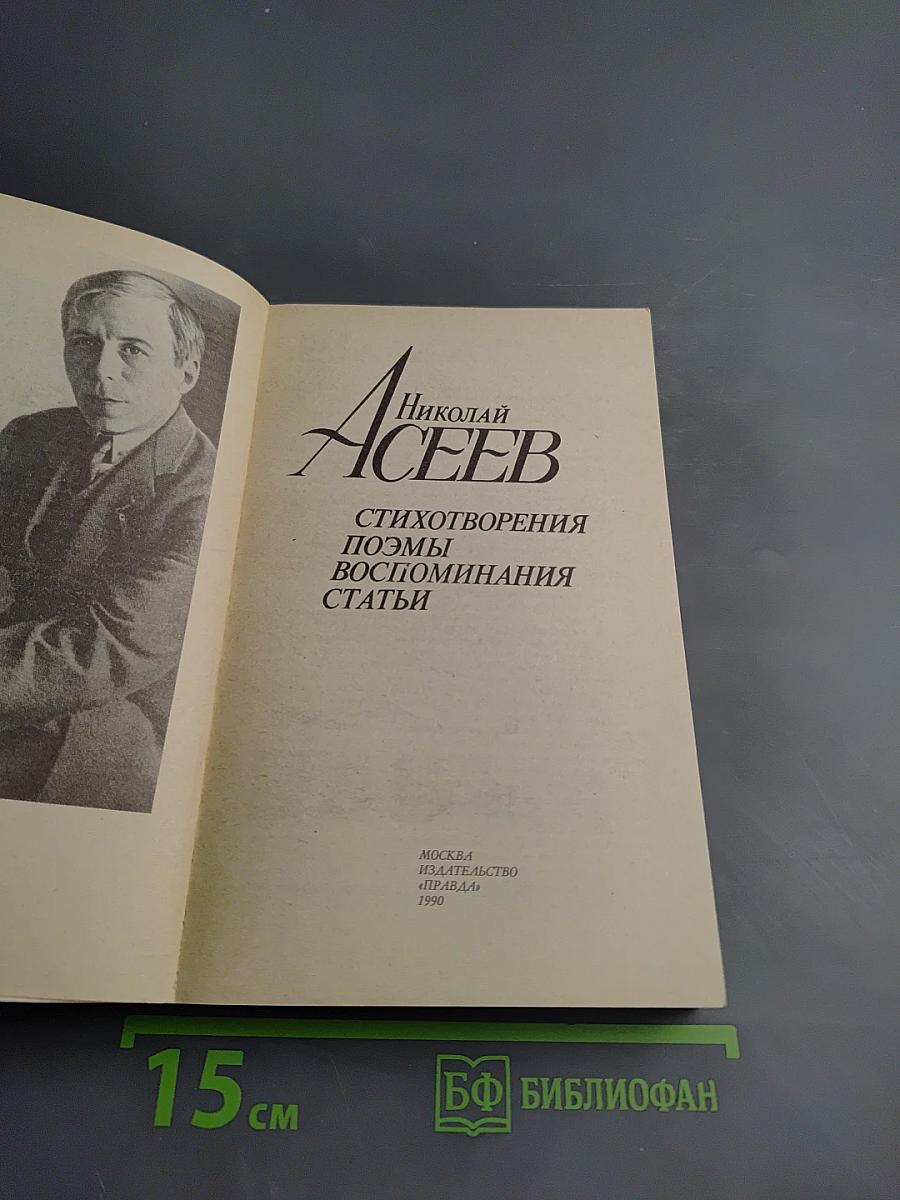 Николай
Асеев
СТИХОТВОРЕНИЯ
ПОЭМЫ
ВОСПОМИНАНИЯ
СТАТЬИ
МОСКВА
ИЗДАТЕЛЬСТВО
«ПРАВДА»
1990
15 см
БФ БИБЛИОФАН